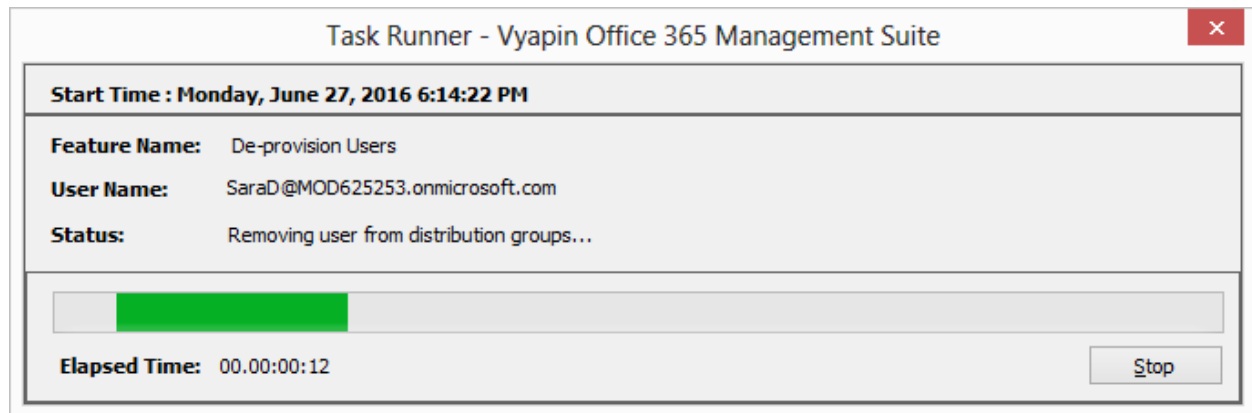 Task Runner - Vyapin Office 365 Management Suite
Start Time : Monday, June 27, 2016 6:14:22 PM
Feature Name: De-provision Users
User Name: SaraD@MOD625253.onmicrosoft.com
Status: Removing user from distribution groups...
Elapsed Time: 00.00:00:12
Stop